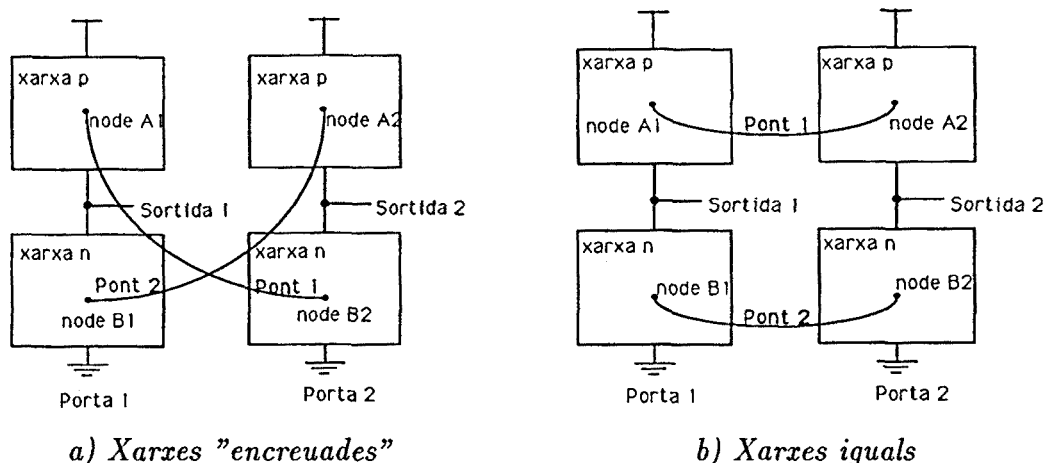 xarxa p
node A1
xarxa p
node A2
Sortida 1
Sortida 2
xarxa n
Pont 2
node B1
xarxa n
Pont 1
node B2
Porta 1
Porta 2
a) Xarxes "encreuades"
xarxa p
node A1
Pont 1
xarxa p
node A2
Sortida 1
Sortida 2
xarxa n
node B1
Pont 2
xarxa n
node B2
Porta 1
Porta 2
b) Xarxes iguals